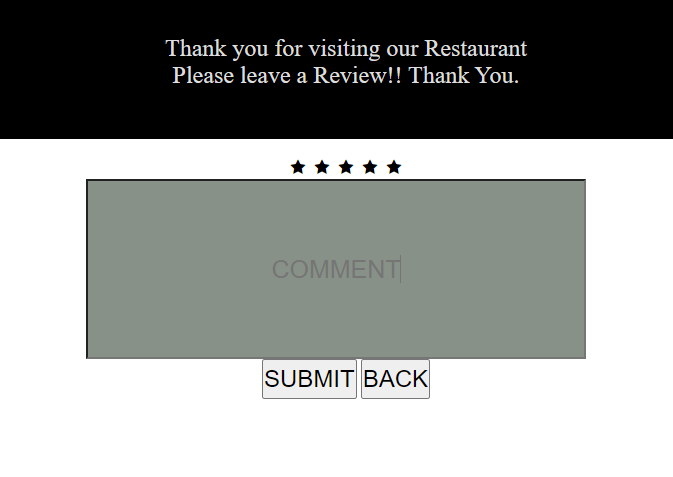 Thank you for visiting our Restaurant
Please leave a Review!! Thank You.
COMMENT
SUBMIT BACK